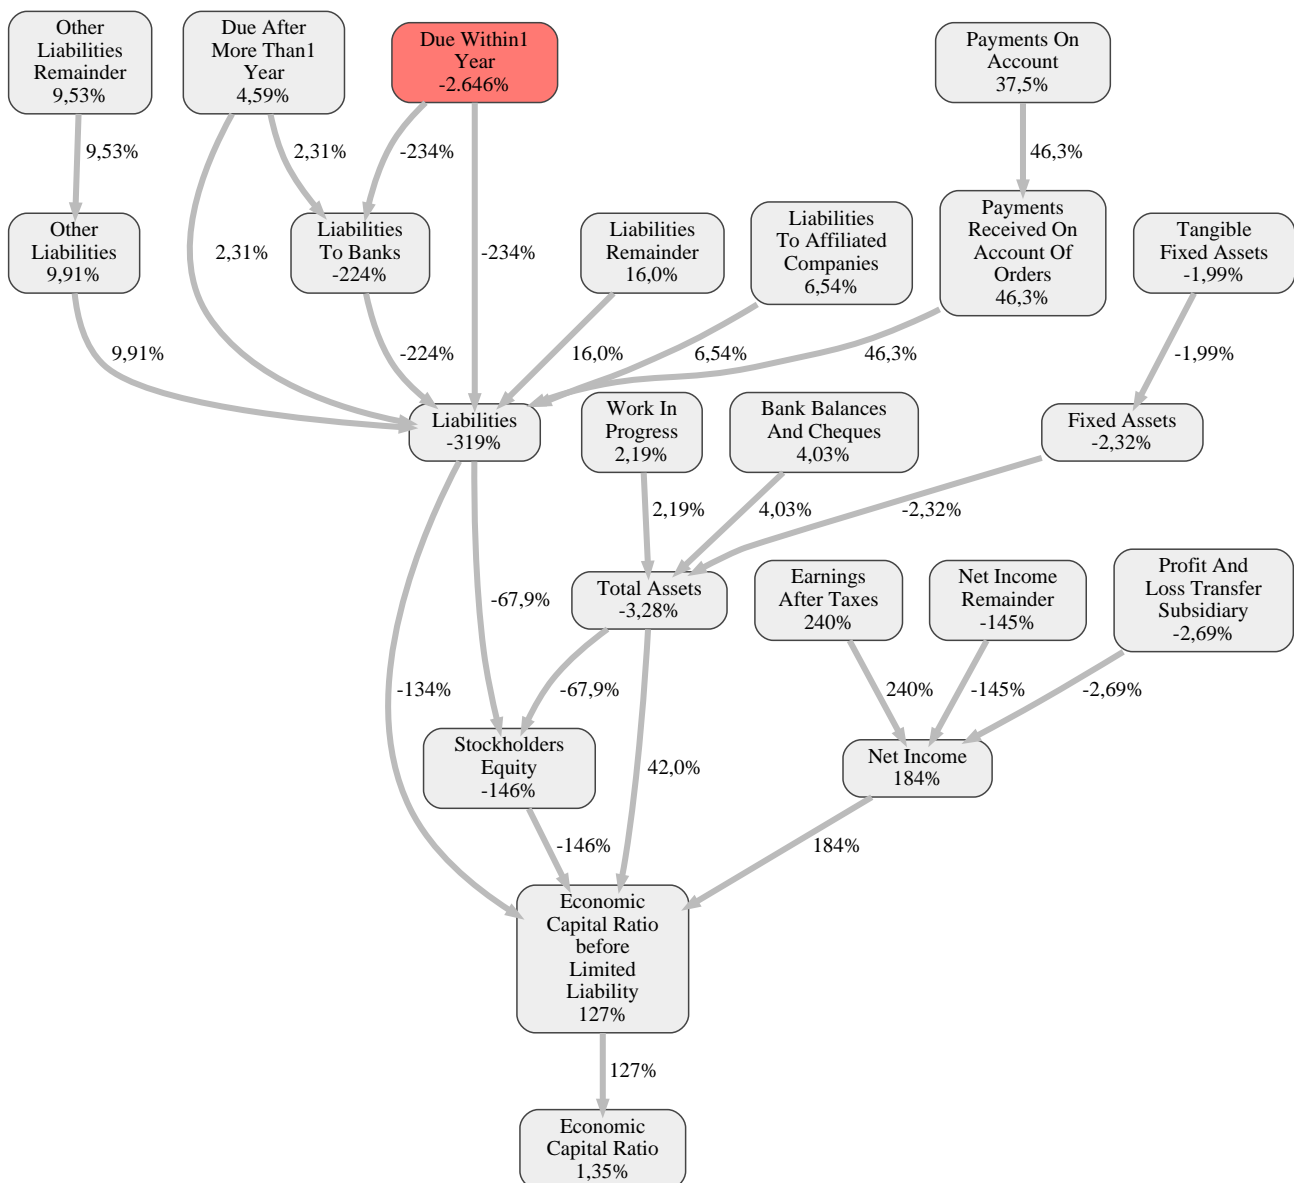 Other
Liabilities
Remainder
9,53%
Due After
More Than1
Year
4,59%
Due Within1
Year
-2.646%
Payments On
Account
37,5%
9,53%
2,31%
-234%
46,3%
Other
Liabilities
9,91%
2,31%
Liabilities
To Banks
-224%
-234%
Liabilities
Remainder
16,0%
Liabilities
To Affiliated
Companies
6,54%
Payments
Received On
Account Of
Orders
46,3%
Tangible
Fixed Assets
-1,99%
9,91%
-224%
16,0%
6,54%
46,3%
-1,99%
Liabilities
-319%
Work In
Progress
2,19%
Bank Balances
And Cheques
4,03%
Fixed Assets
-2,32%
2,19%
4,03%
-2,32%
-67,9%
Total Assets
-3,28%
Earnings
After Taxes
240%
Net Income
Remainder
-145%
Profit And
Loss Transfer
Subsidiary
-2,69%
-134%
-67,9%
240%
-145%
-2,69%
Stockholders
Equity
-146%
42,0%
Net Income
184%
-146%
184%
Economic
Capital Ratio
before
Limited
Liability
127%
127%
Economic
Capital Ratio
1,35%